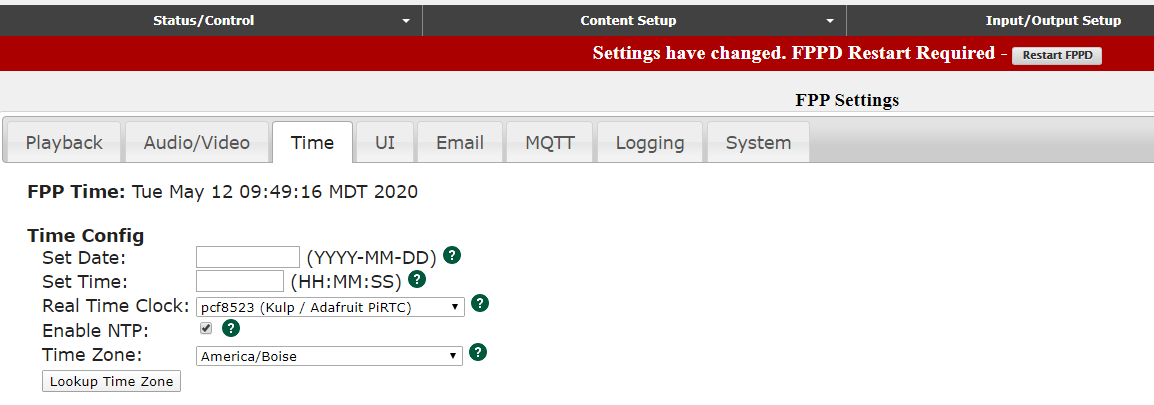 Status/Control Content Setup Input/Output Setup
Settings have changed. FPPD Restart Required - Restart FPPD
FPP Settings
Playback Audio/Video Time UI Email MQTT Logging System
FPP Time: Tue May 12 09:49:16 MDT 2020
Time Config
Set Date: (YYYY-MM-DD) ?
Set Time: (HH:MM:SS) ?
Real Time Clock: pcf8523 (Kulp / Adafruit PiRTC) ?
Enable NTP: ?
Time Zone: America/Boise ?
Lookup Time Zone